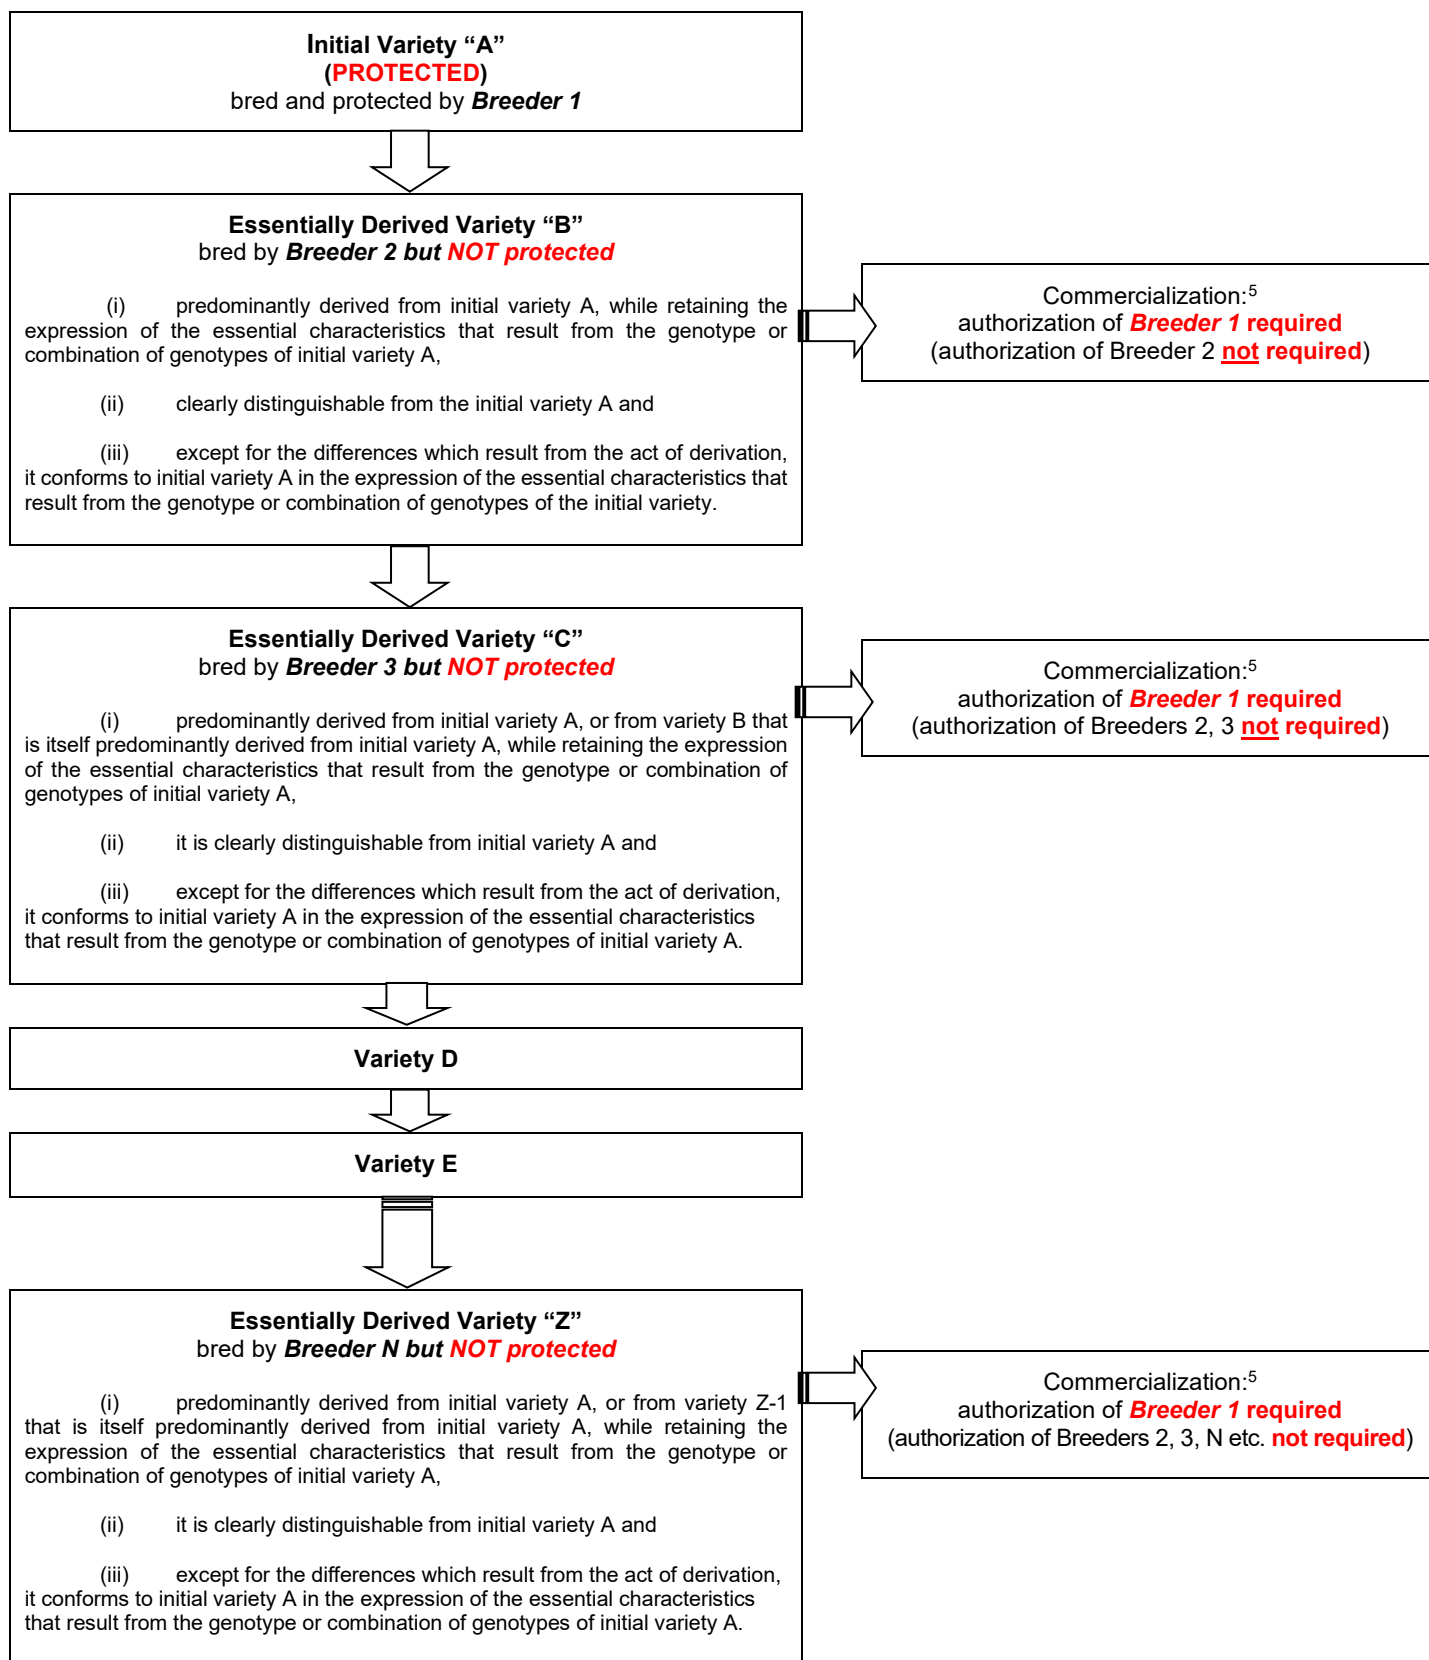 Initial Variety “A”
(PROTECTED)
bred and protected by Breeder 1
Essentially Derived Variety “B”
bred by Breeder 2 but NOT protected
(i) predominantly derived from initial variety A, while retaining the
expression of the essential characteristics that result from the genotype or
combination of genotypes of initial variety A,
(ii) clearly distinguishable from the initial variety A and
(iii) except for the differences which result from the act of derivation,
it conforms to initial variety A in the expression of the essential characteristics that
result from the genotype or combination of genotypes of the initial variety.
Commercialization:5
authorization of Breeder 1 required
(authorization of Breeder 2 not required)
Essentially Derived Variety “C”
bred by Breeder 3 but NOT protected
(i) predominantly derived from initial variety A, or from variety B that
is itself predominantly derived from initial variety A, while retaining the expression
of the essential characteristics that result from the genotype or combination of
genotypes of initial variety A,
(ii) it is clearly distinguishable from initial variety A and
(iii) except for the differences which result from the act of derivation,
it conforms to initial variety A in the expression of the essential characteristics
that result from the genotype or combination of genotypes of initial variety A.
Commercialization:5
authorization of Breeder 1 required
(authorization of Breeders 2, 3 not required)
Variety D
Variety E
Essentially Derived Variety “Z”
bred by Breeder N but NOT protected
(i) predominantly derived from initial variety A, or from variety Z-1
that is itself predominantly derived from initial variety A, while retaining the
expression of the essential characteristics that result from the genotype or
combination of genotypes of initial variety A,
(ii) it is clearly distinguishable from initial variety A and
(iii) except for the differences which result from the act of derivation,
it conforms to initial variety A in the expression of the essential characteristics
that result from the genotype or combination of genotypes of initial variety A.
Commercialization:5
authorization of Breeder 1 required
(authorization of Breeders 2, 3, N etc. not required)